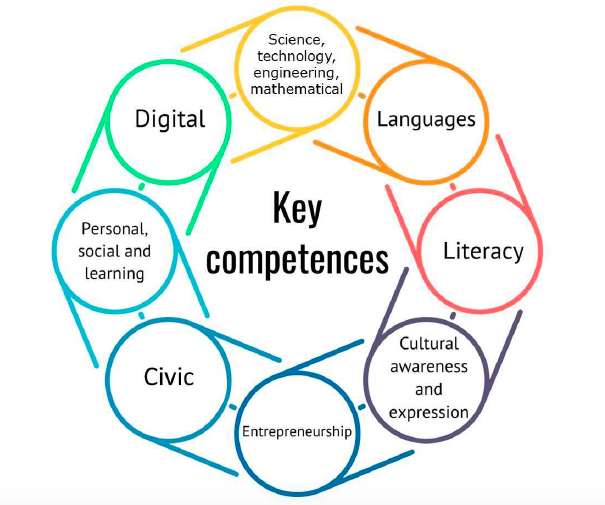 Science,
technology,
engineering,
mathematical
Digital
Languages
Key
competences
Personal,
social and
learning
Literacy
Civic
Cultural
awareness
and
expression
Entrepreneurship